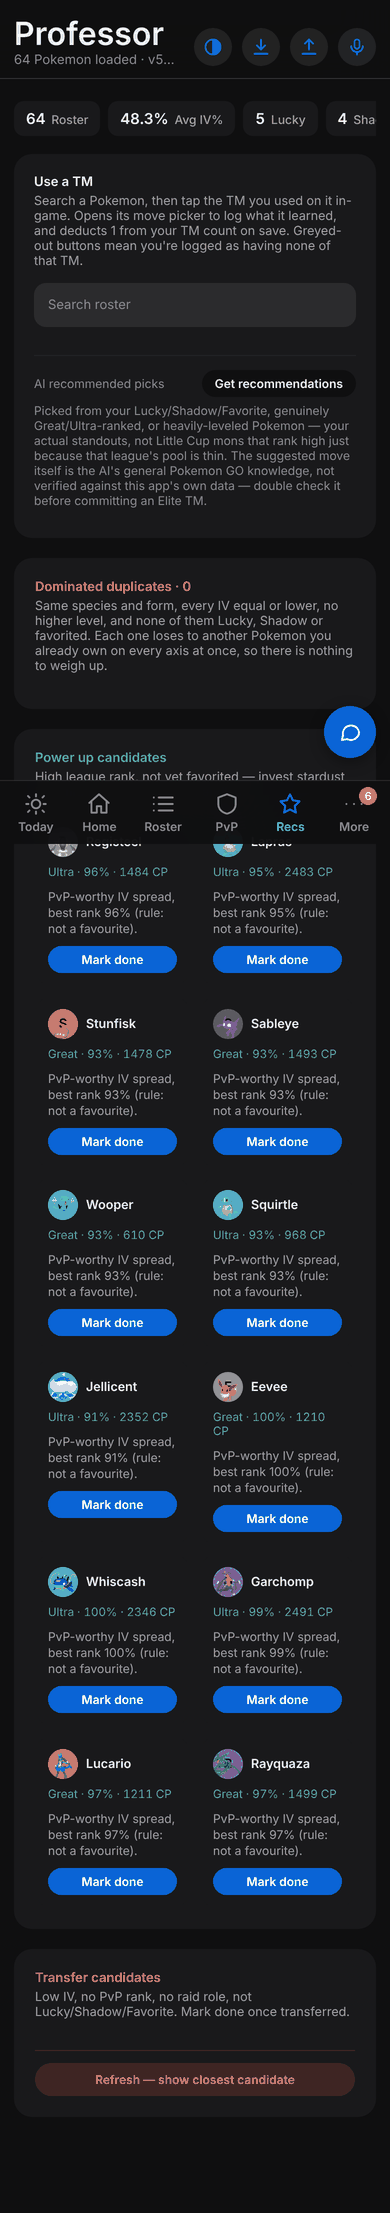 Professor
64 Pokemon loaded · v5...
64 Roster
48.3% Avg IV%
5 Lucky
4 Sha
Use a TM
Search a Pokemon, then tap the TM you used on it in-
game. Opens its move picker to log what it learned,
and deducts 1 from your TM count on save. Greyed-
out buttons mean you're logged as having none of
that TM.
Search roster
AI recommended picks
Get recommendations
Picked from your Lucky/Shadow/Favorite, genuinely
Great/Ultra-ranked, or heavily-leveled Pokemon — your
actual standouts, not Little Cup mons that rank high just
because that league's pool is thin. The suggested move
itself is the AI's general Pokemon GO knowledge, not
verified against this app's own data — double check it
before committing an Elite TM.
Dominated duplicates · 0
Same species and form, every IV equal or lower, no
higher level, and none of them Lucky, Shadow or
favorited. Each one loses to another Pokemon you
already own on every axis at once, so there is nothing
to weigh up.
Power up candidates
High league rank, not yet favorited — invest stardust
6
Today
Home
Roster
PvP
Recs
More
Registeel
Lapras
Ultra · 96% · 1484 CP
Ultra · 95% · 2483 CP
PvP-worthy IV spread,
best rank 96% (rule:
not a favourite).
PvP-worthy IV spread,
best rank 95% (rule:
not a favourite).
Mark done
Mark done
Stunfisk
Sableye
Great · 93% · 1478 CP
Great · 93% · 1493 CP
PvP-worthy IV spread,
best rank 93% (rule:
not a favourite).
PvP-worthy IV spread,
best rank 93% (rule:
not a favourite).
Mark done
Mark done
Wooper
Squirtle
Great · 93% · 610 CP
Ultra · 93% · 968 CP
PvP-worthy IV spread,
best rank 93% (rule:
not a favourite).
PvP-worthy IV spread,
best rank 93% (rule:
not a favourite).
Mark done
Mark done
Jellicent
Eevee
Ultra · 91% · 2352 CP
Great · 100% · 1210
CP
PvP-worthy IV spread,
best rank 91% (rule:
not a favourite).
PvP-worthy IV spread,
best rank 100% (rule:
not a favourite).
Mark done
Mark done
Whiscash
Garchomp
Ultra · 100% · 2346 CP
Ultra · 99% · 2491 CP
PvP-worthy IV spread,
best rank 100% (rule:
not a favourite).
PvP-worthy IV spread,
best rank 99% (rule:
not a favourite).
Mark done
Mark done
Lucario
Rayquaza
Great · 97% · 1211 CP
Great · 97% · 1499 CP
PvP-worthy IV spread,
best rank 97% (rule:
not a favourite).
PvP-worthy IV spread,
best rank 97% (rule:
not a favourite).
Mark done
Mark done
Transfer candidates
Low IV, no PvP rank, no raid role, not
Lucky/Shadow/Favorite. Mark done once transferred.
Refresh — show closest candidate